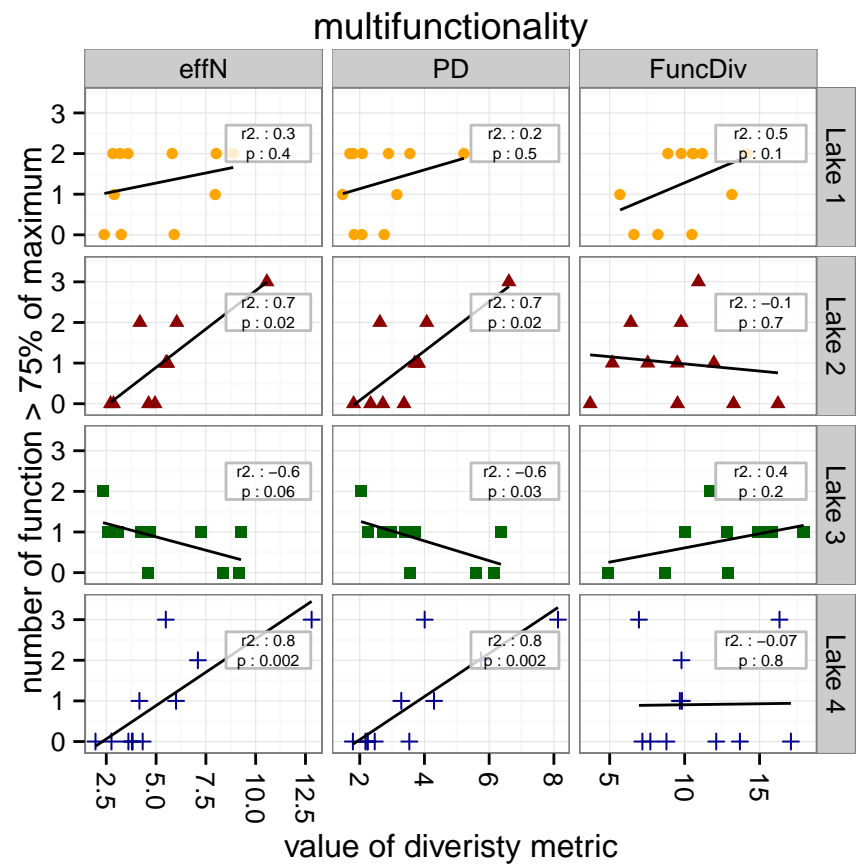 multifunctionality
effN PD FuncDiv
number of function > 75% of maximum
3
2
1
0
r2. : 0.3
p : 0.4
r2. : 0.2
p : 0.5
r2. : 0.5
p : 0.1
Lake 1
3
2
1
0
r2. : 0.7
p : 0.02
r2. : 0.7
p : 0.02
r2. : −0.1
p : 0.7
Lake 2
3
2
1
0
r2. : −0.6
p : 0.06
r2. : −0.6
p : 0.03
r2. : 0.4
p : 0.2
Lake 3
3
2
1
0
r2. : 0.8
p : 0.002
r2. : 0.8
p : 0.002
r2. : −0.07
p : 0.8
Lake 4
2.5 5.0 7.5 10.0 12.5 2 4 6 8 5 10 15
value of diveristy metric